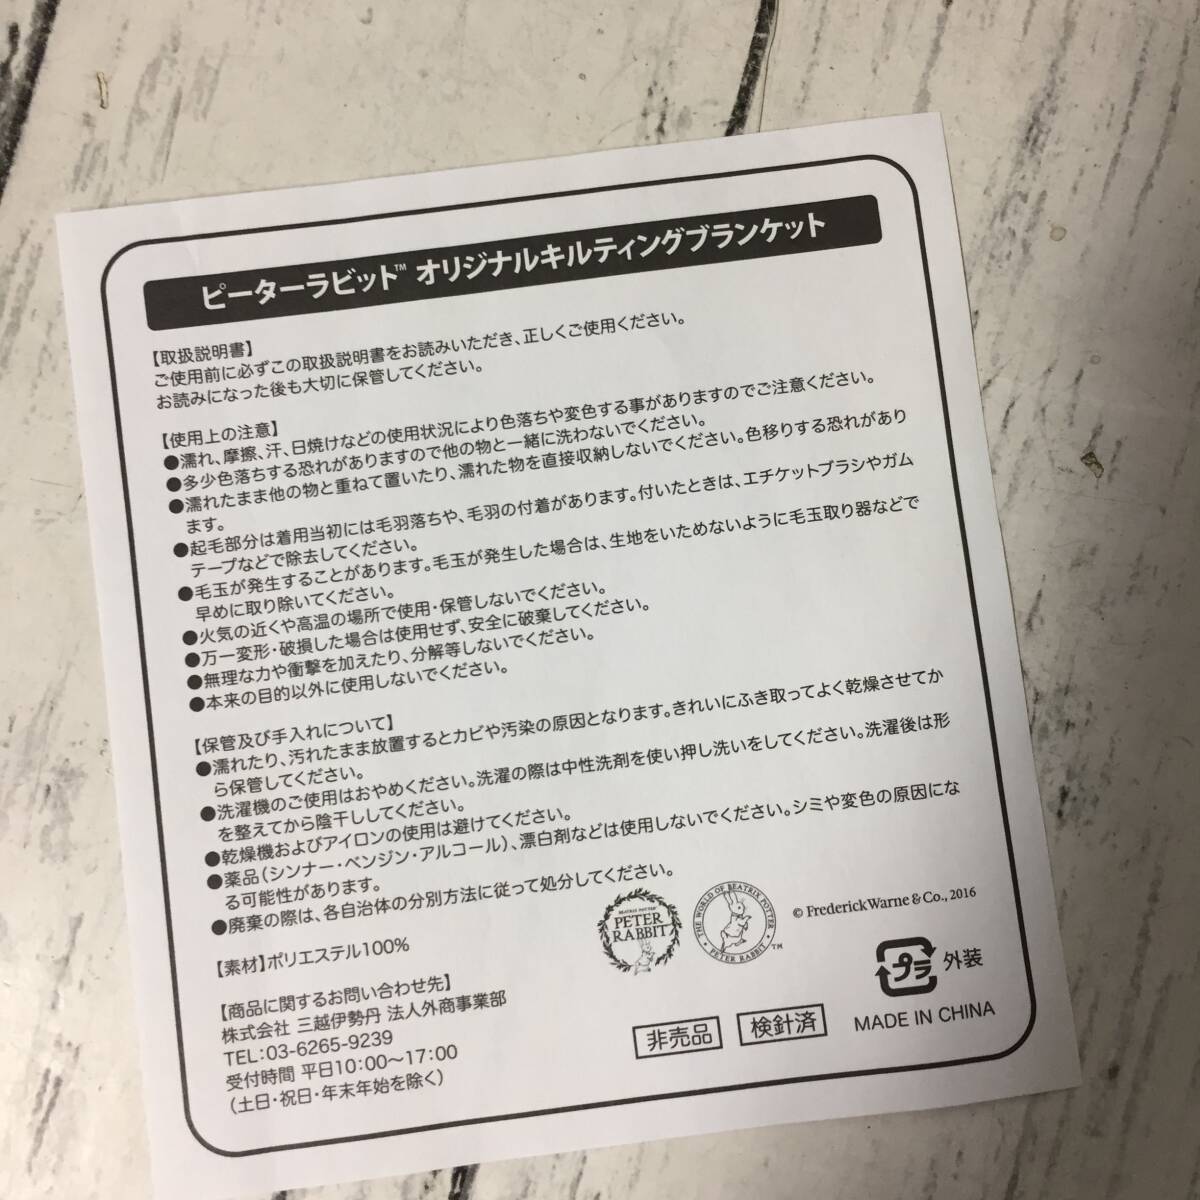 ピーターラビット™ オリジナルキルティングブランケット
【取扱説明書】
ご使用前に必ずこの取扱説明書をお読みいただき、正しくご使用ください。
お読みになった後も大切に保管してください。
【使用上の注意】
●濡れ、摩擦、汗、日焼けなどの使用状況により色落ちや変色する事がありますのでご注意ください。
●多少色落ちする恐れがありますので他の物と一緒に洗わないでください。
●濡れたまま他の物と重ねて置いたり、濡れた物を直接収納しないでください。色移りする恐れがあり
ます。
●起毛部分は着用当初には毛羽落ちや、毛羽の付着があります。付いたときは、エチケットブラシやガム
テープなどで除去してください。
●毛玉が発生することがあります。毛玉が発生した場合は、生地をいためないように毛玉取り器などで
早めに取り除いてください。
●火気の近くや高温の場所で使用・保管しないでください。
●万一変形・破損した場合は使用せず、安全に破棄してください。
●無理な力や衝撃を加えたり、分解等しないでください。
●本来の目的以外に使用しないでください。
【保管及び手入れについて】
●濡れたり、汚れたまま放置するとカビや汚染の原因となります。きれいにふき取ってよく乾燥させてか
ら保管してください。
●洗濯機のご使用はおやめください。洗濯の際は中性洗剤を使い押し洗いをしてください。洗濯後は形
を整えてから陰干ししてください。
●乾燥機およびアイロンの使用は避けてください。
●薬品（シンナー・ベンジン・アルコール）、漂白剤などは使用しないでください。シミや変色の原因にな
る可能性があります。
●廃棄の際は、各自治体の分別方法に従って処分してください。
【素材】ポリエステル100%
【商品に関するお問い合わせ先】
株式会社 三越伊勢丹 法人外商事業部
TEL：03-6265-9239
受付時間 平日10：00〜17：00
（土日・祝日・年末年始を除く）
BEATRIX POTTER
PETER
RABBIT
THE WORLD OF BEATRIX POTTER
PETER RABBIT
™
© Frederick Warne & Co., 2016
プラ 外装
非売品 検針済 MADE IN CHINA